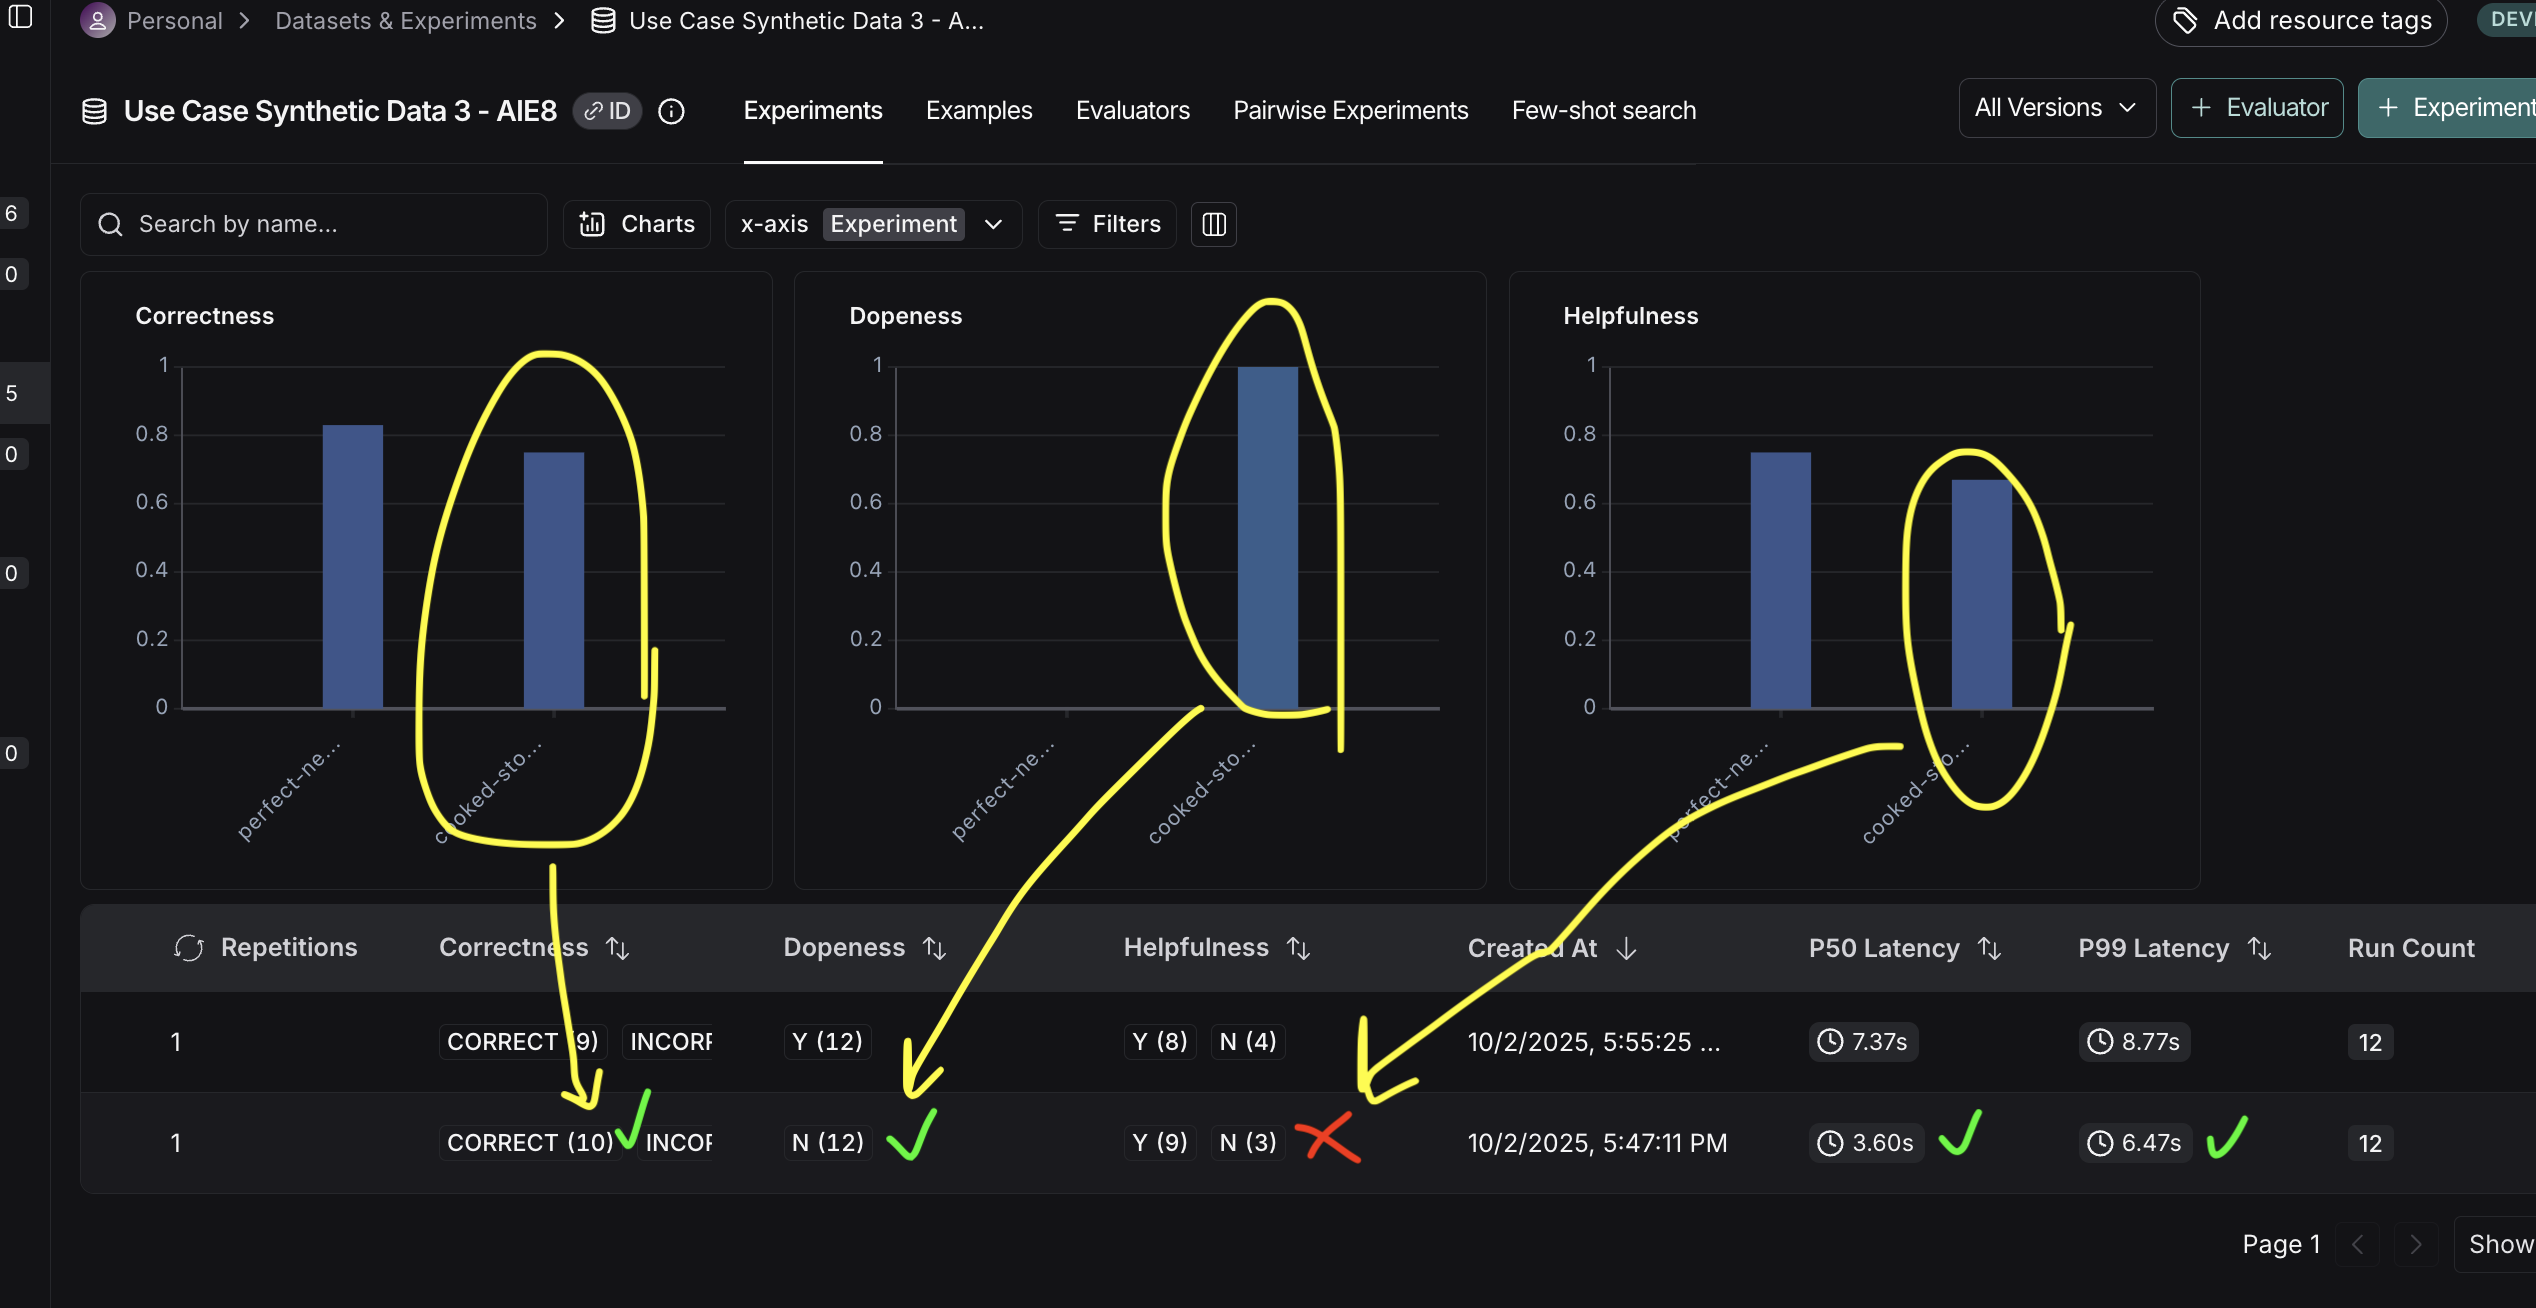 Personal > Datasets & Experiments > Use Case Synthetic Data 3 - A...
Add resource tags
DEV
Use Case Synthetic Data 3 - AIE8
ID
Experiments
Examples
Evaluators
Pairwise Experiments
Few-shot search
All Versions
+ Evaluator
+ Experiment
6
0
5
0
0
0
Search by name...
Charts
x-axis Experiment
Filters
Correctness
1
0.8
0.6
0.4
0.2
0
perfect-ne...
cooked-sto...
Dopeness
1
0.8
0.6
0.4
0.2
0
perfect-ne...
cooked-sto...
Helpfulness
1
0.8
0.6
0.4
0.2
0
perfect-ne...
cooked-sto...
Repetitions Correctness Dopeness Helpfulness Created At P50 Latency P99 Latency Run Count
1 CORRECT (9) INCORR Y (12) Y (8) N (4) 10/2/2025, 5:55:25 ... 7.37s 8.77s 12
1 CORRECT (10) INCOR N (12) Y (9) N (3) 10/2/2025, 5:47:11 PM 3.60s 6.47s 12
Page 1
Show